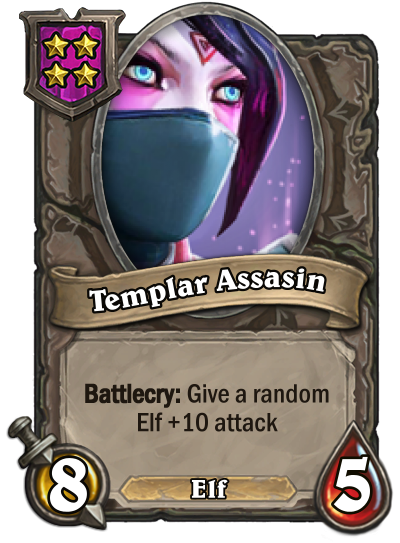 Templar Assasin
Battlecry: Give a random
Elf +10 attack
8
Elf
5